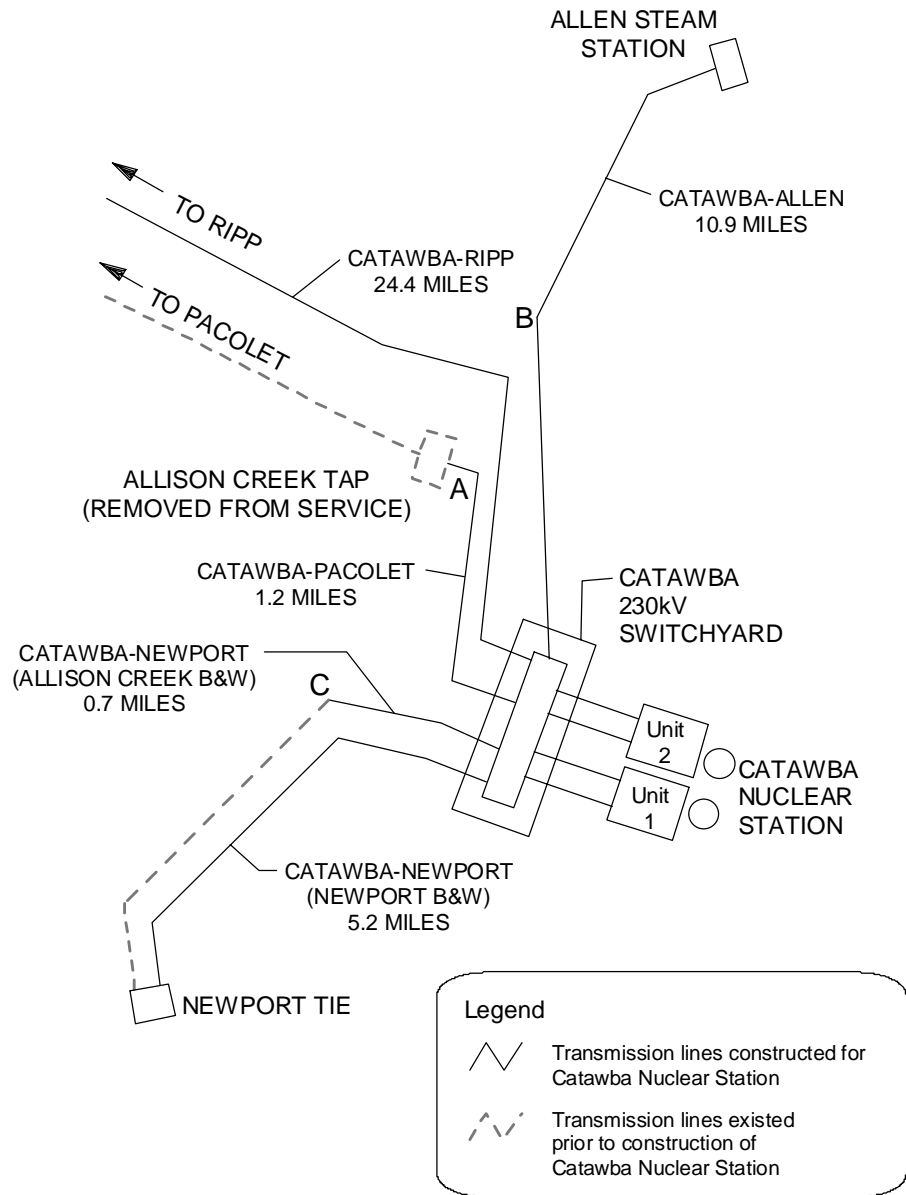 ALLEN STEAM
STATION
TO RIPP
CATAWBA-ALLEN
10.9 MILES
CATAWBA-RIPP
24.4 MILES
TO PACOLET
B
ALLISON CREEK TAP
(REMOVED FROM SERVICE)
A
CATAWBA-PACOLET
1.2 MILES
CATAWBA
230kV
SWITCHYARD
CATAWBA-NEWPORT
(ALLISON CREEK B&W)
0.7 MILES
C
Unit
2
Unit
1
CATAWBA
NUCLEAR
STATION
CATAWBA-NEWPORT
(NEWPORT B&W)
5.2 MILES
NEWPORT TIE
Legend
Transmission lines constructed for
Catawba Nuclear Station
Transmission lines existed
prior to construction of
Catawba Nuclear Station